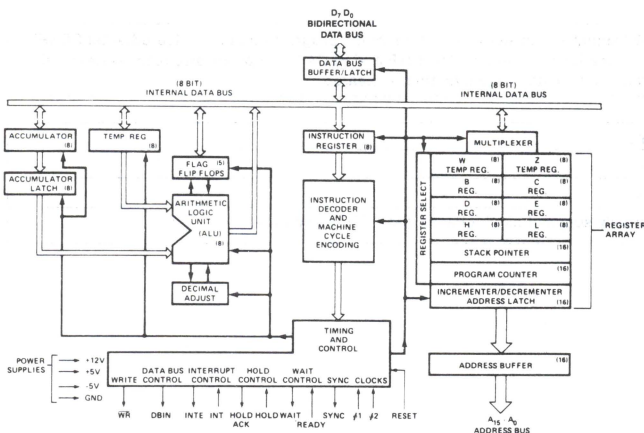 D7 D0
BIDIRECTIONAL
DATA BUS
DATA BUS
BUFFER/LATCH
(8 BIT)
INTERNAL DATA BUS
(8 BIT)
INTERNAL DATA BUS
ACCUMULATOR
(8)
TEMP REG.
(8)
INSTRUCTION
REGISTER
(8)
MULTIPLEXER
ACCUMULATOR
LATCH
(8)
FLAG
FLIP FLOPS
(5)
ARITHMETIC
LOGIC
UNIT
(ALU)
(8)
DECIMAL
ADJUST
INSTRUCTION
DECODER
AND
MACHINE
CYCLE
ENCODING
REGISTER SELECT
W (8)
TEMP REG.
Z (8)
TEMP REG.
B (8)
REG.
C (8)
REG.
D (8)
REG.
E (8)
REG.
H (8)
REG.
L (8)
REG.
STACK POINTER (16)
PROGRAM COUNTER (16)
INCREMENTER/DECREMENTER
ADDRESS LATCH (16)
REGISTER
ARRAY
TIMING
AND
CONTROL
POWER
SUPPLIES
+12V
+5V
-5V
GND
WRITE
DATA BUS
CONTROL
INTERRUPT
CONTROL
HOLD
CONTROL
WAIT
CONTROL
SYNC
CLOCKS
WR
DBIN
INTE
INT
HOLD
ACK
HOLD
WAIT
READY
SYNC
ϕ1
ϕ2
RESET
ADDRESS BUFFER (16)
A15 - A0
ADDRESS BUS